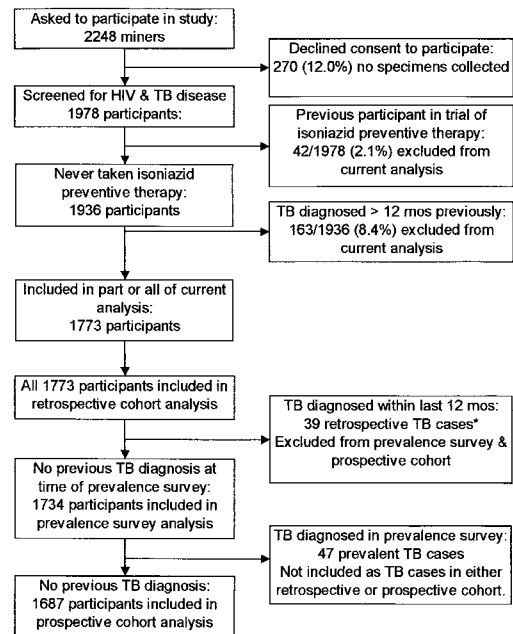 Asked to participate in study:
2248 miners
Declined consent to participate:
270 (12.0%) no specimens collected
Screened for HIV & TB disease
1978 participants:
Previous participant in trial of
isoniazid preventive therapy:
42/1978 (2.1%) excluded from
current analysis
Never taken isoniazid
preventive therapy:
1936 participants
TB diagnosed > 12 mos previously:
163/1936 (8.4%) excluded from
current analysis
Included in part or all of current
analysis:
1773 participants
All 1773 participants included in
retrospective cohort analysis
TB diagnosed within last 12 mos:
39 retrospective TB cases*
Excluded from prevalence survey &
prospective cohort
No previous TB diagnosis at
time of prevalence survey:
1734 participants included in
prevalence survey analysis
TB diagnosed in prevalence survey:
47 prevalent TB cases
Not included as TB cases in either
retrospective or prospective cohort.
No previous TB diagnosis:
1687 participants included in
prospective cohort analysis